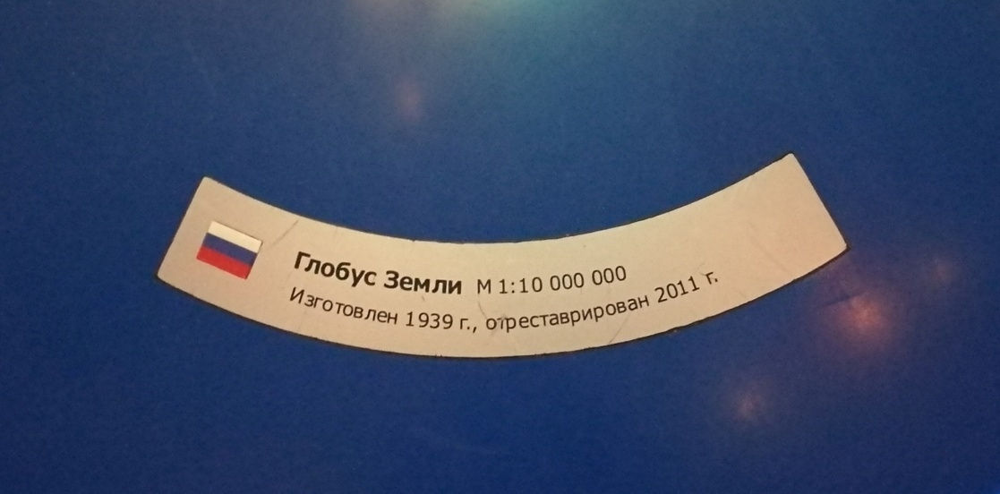 Глобус Земли М 1:10 000 000
Изготовлен 1939 г., отреставрирован 2011 г.